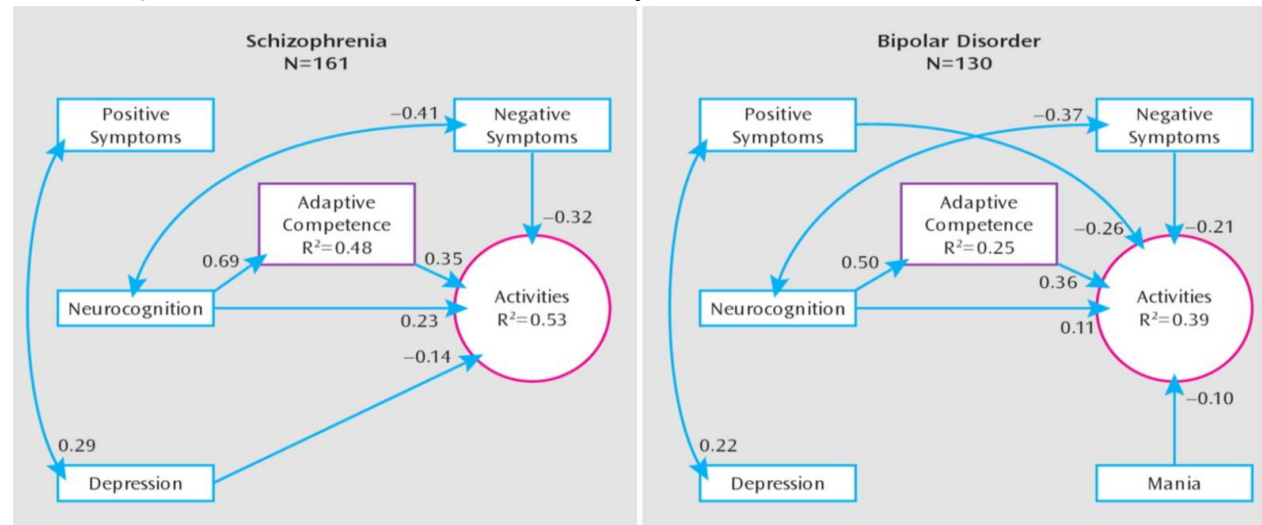 Schizophrenia
N=161
Positive
Symptoms
−0.41
Negative
Symptoms
Adaptive
Competence
R²=0.48
−0.32
0.69
0.35
Neurocognition
Activities
R²=0.53
0.23
−0.14
0.29
Depression
Bipolar Disorder
N=130
Positive
Symptoms
−0.37
Negative
Symptoms
Adaptive
Competence
R²=0.25
−0.26
−0.21
0.50
0.36
Neurocognition
Activities
R²=0.39
0.11
−0.10
0.22
Depression
Mania